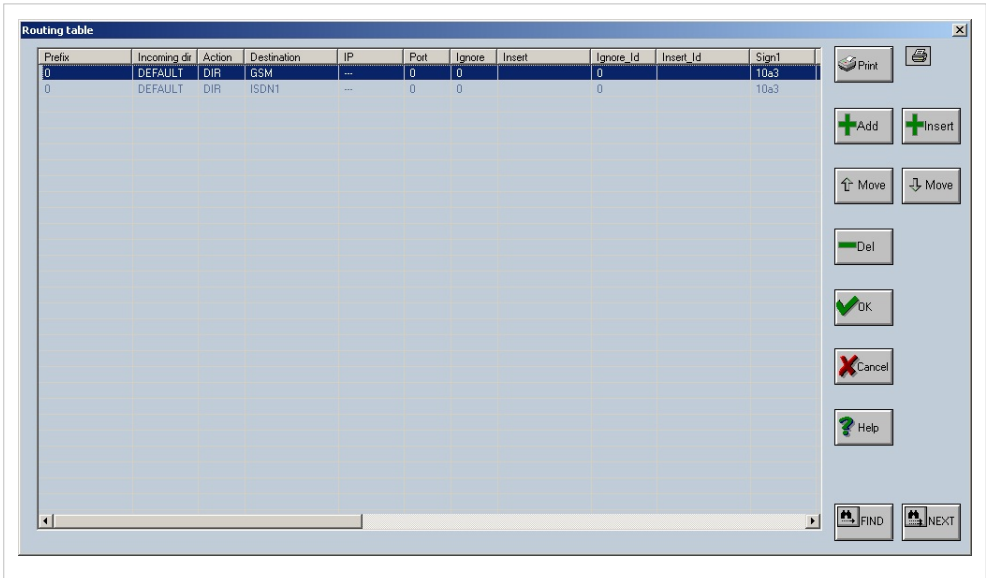 Routing table
Prefix Incoming dir Action Destination IP Port Ignore Insert Ignore_Id Insert_Id Sign1
0 DEFAULT DIR GSM --- 0 0 0 10a3
0 DEFAULT DIR ISDN1 --- 0 0 0 10a3
Print
Add Insert
Move Move
Del
OK
Cancel
Help
FIND NEXT